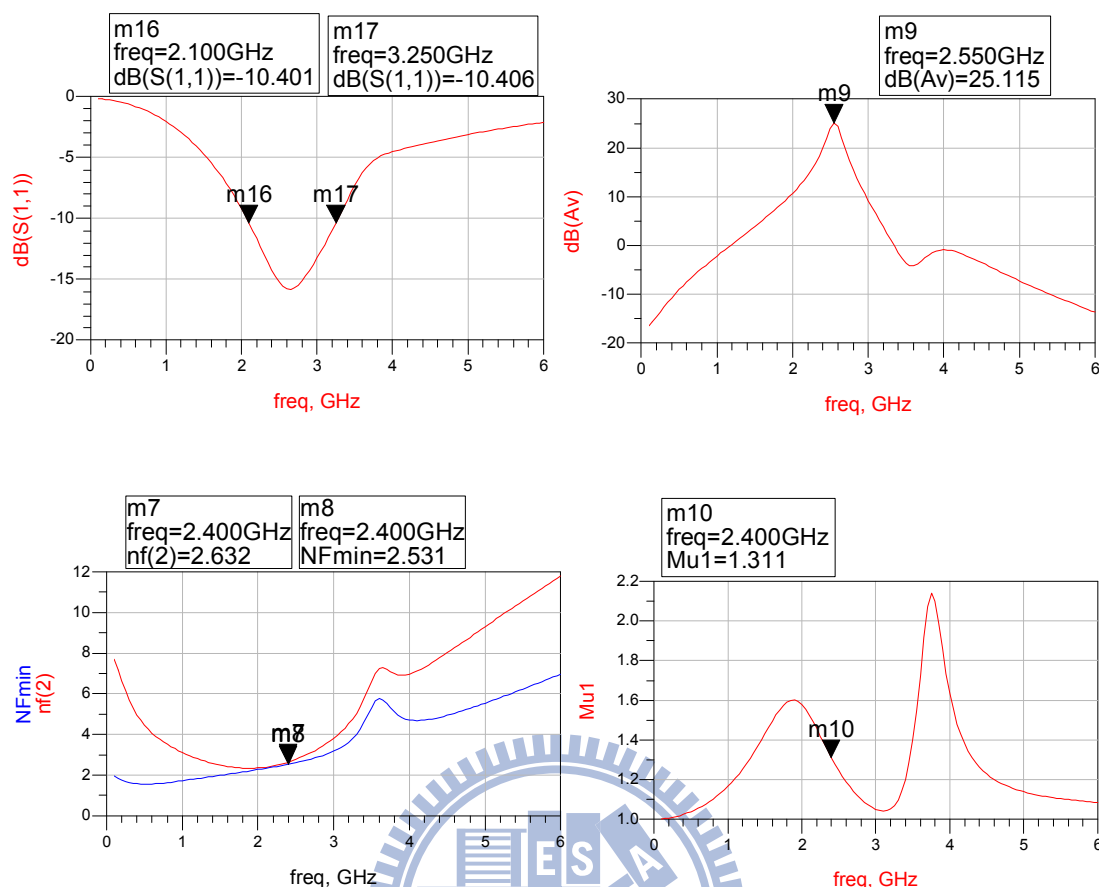 m16
freq=2.100GHz
dB(S(1,1))=-10.401
m17
freq=3.250GHz
dB(S(1,1))=-10.406
0
-5
-10
-15
-20
dB(S(1,1))
m16
m17
0 1 2 3 4 5 6
freq, GHz
m9
freq=2.550GHz
dB(Av)=25.115
30
20
10
0
-10
-20
dB(Av)
m9
0 1 2 3 4 5 6
freq, GHz
m7
freq=2.400GHz
nf(2)=2.632
m8
freq=2.400GHz
NFmin=2.531
12
10
8
6
4
2
0
NFmin
nf(2)
m7
m8
0 1 2 3 4 5 6
freq, GHz
m10
freq=2.400GHz
Mu1=1.311
2.2
2.0
1.8
1.6
1.4
1.2
1.0
Mu1
m10
0 1 2 3 4 5 6
freq, GHz
E S A